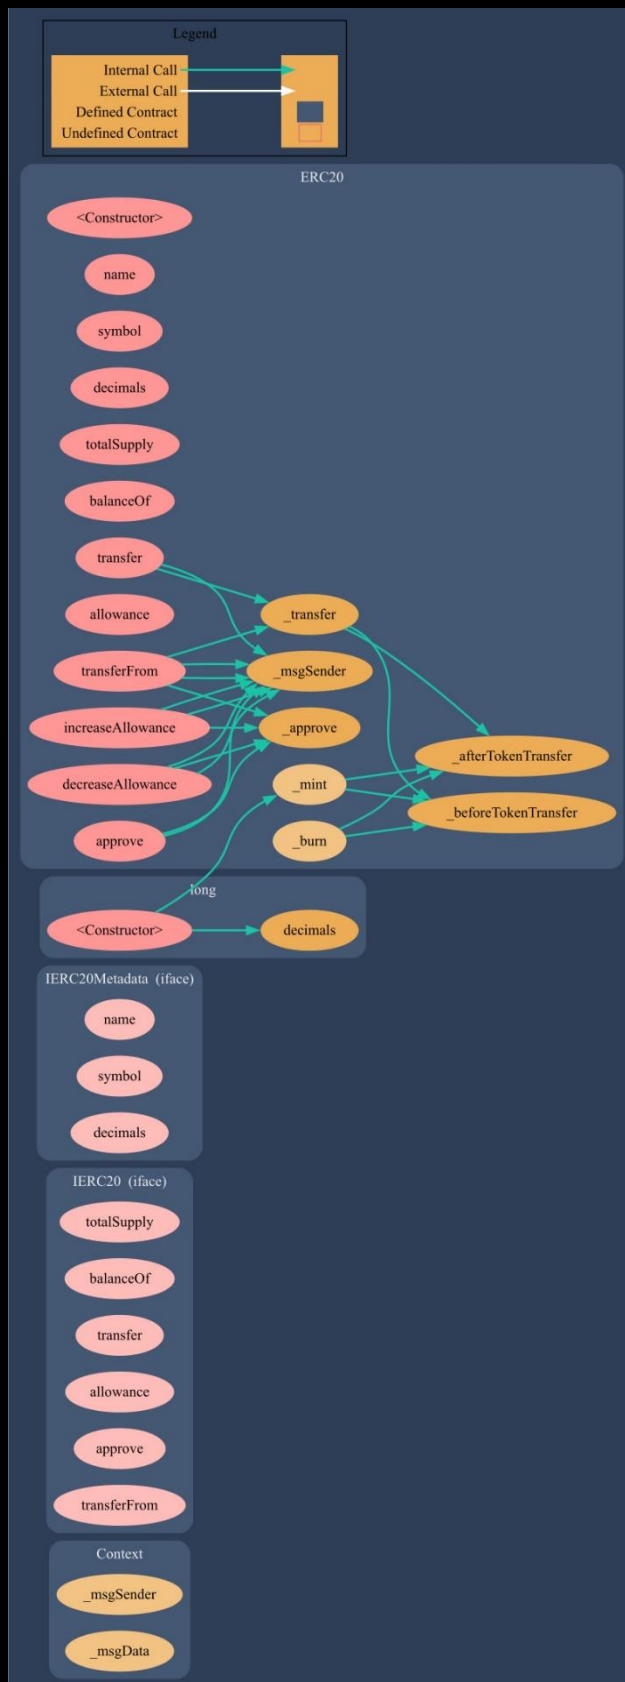 Legend
Internal Call
External Call
Defined Contract
Undefined Contract
ERC20
<Constructor>
name
symbol
decimals
totalSupply
balanceOf
transfer
allowance
_transfer
transferFrom
_msgSender
increaseAllowance
_approve
_afterTokenTransfer
decreaseAllowance
_mint
_beforeTokenTransfer
approve
_burn
long
<Constructor>
decimals
IERC20Metadata (iface)
name
symbol
decimals
IERC20 (iface)
totalSupply
balanceOf
transfer
allowance
approve
transferFrom
Context
_msgSender
_msgData